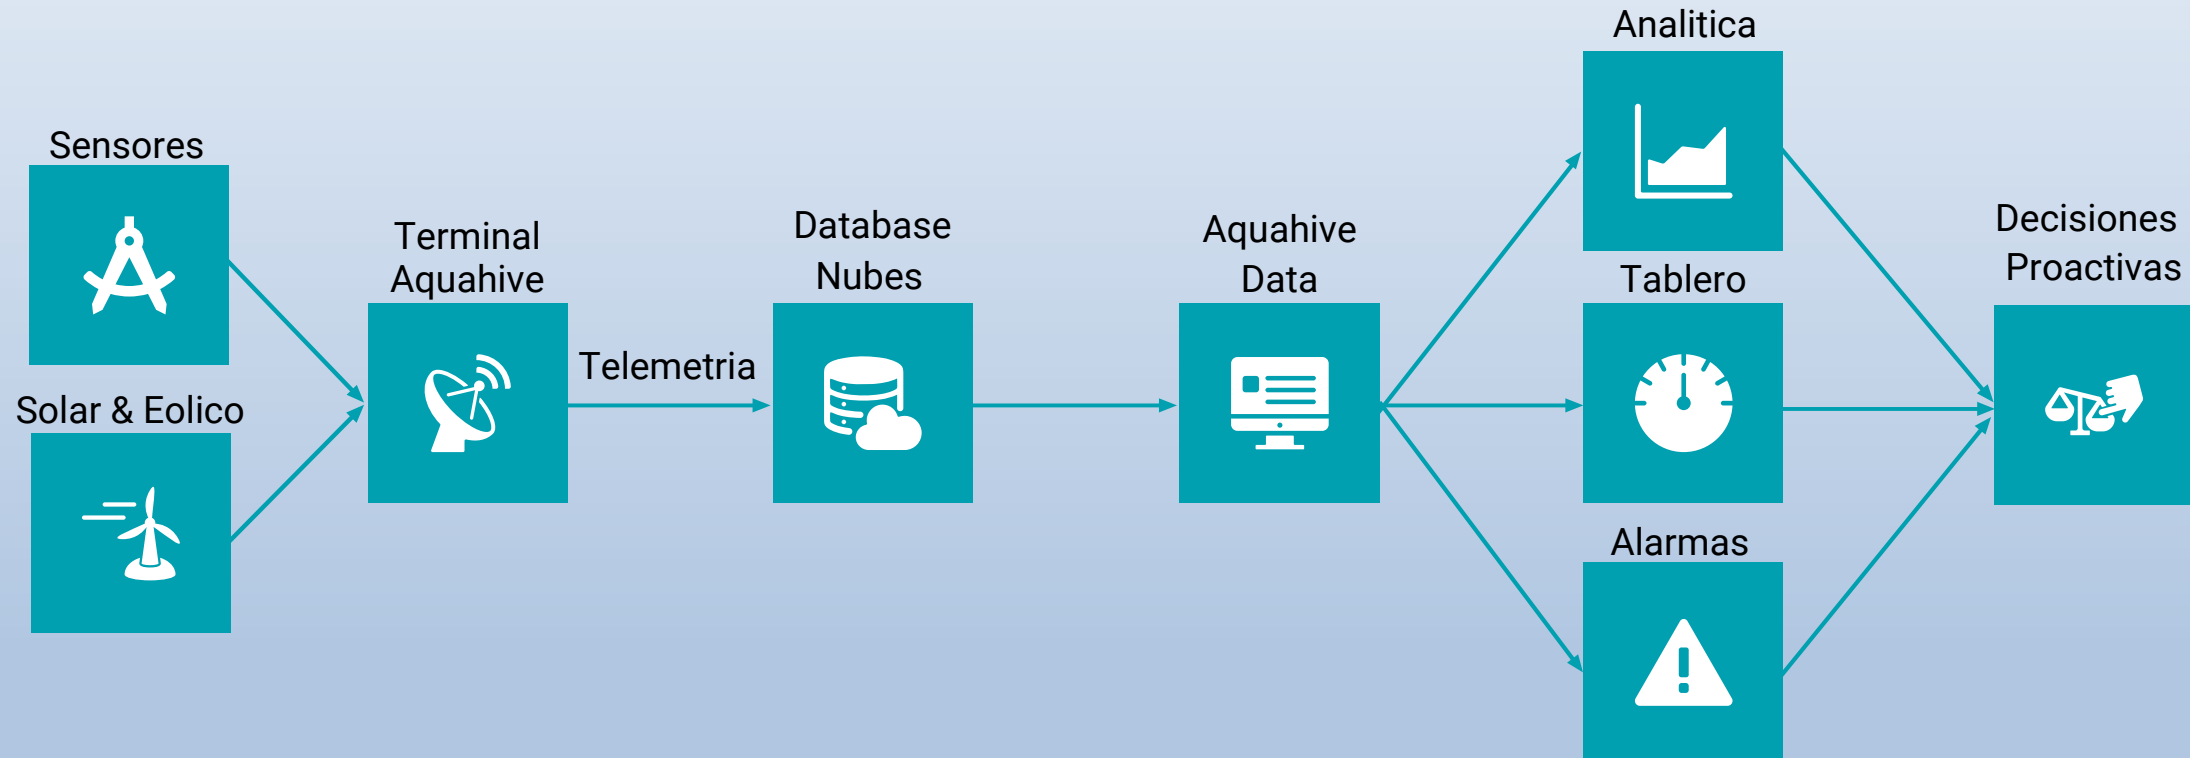 Sensores
Solar & Eolico
Terminal
Aquahive
Telemetria
Database
Nubes
Aquahive
Data
Analitica
Tablero
Alarmas
Decisiones
Proactivas